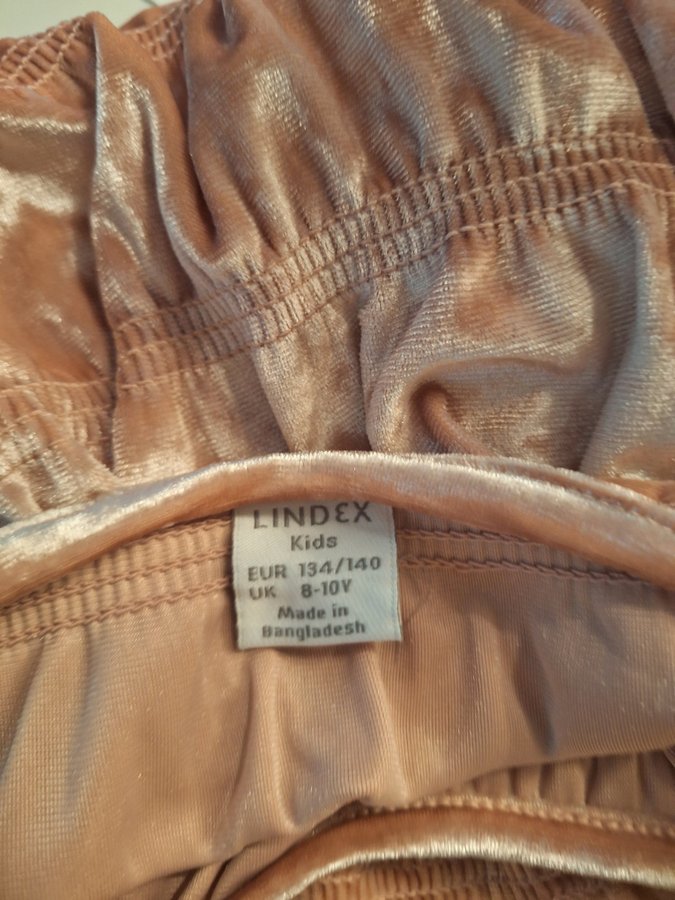 LINDEX
Kids
EUR 134/140
UK 8-10Y
Made in
Bangladesh